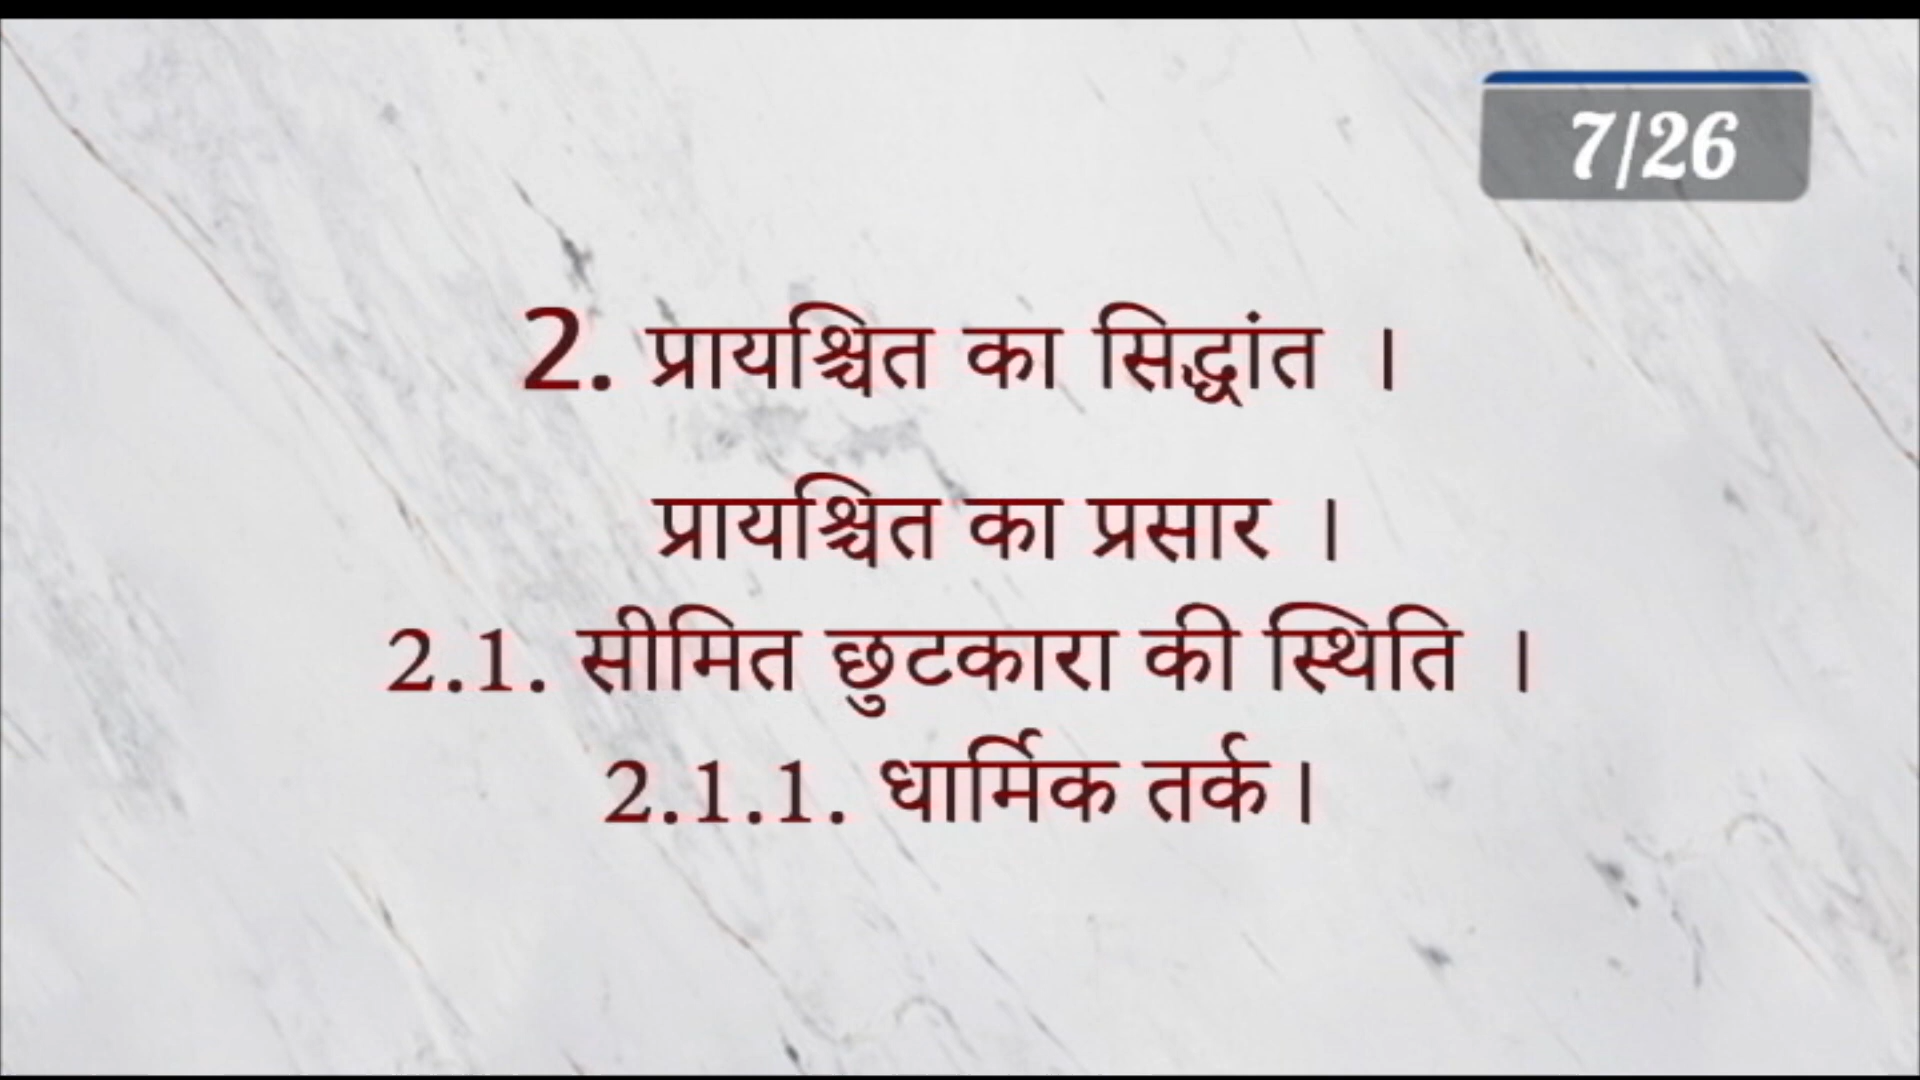 7/26
2. प्रायश्चित का सिद्धांत ।
प्रायश्चित का प्रसार ।
2.1. सीमित छुटकारा की स्थिति ।
2.1.1. धार्मिक तर्क।